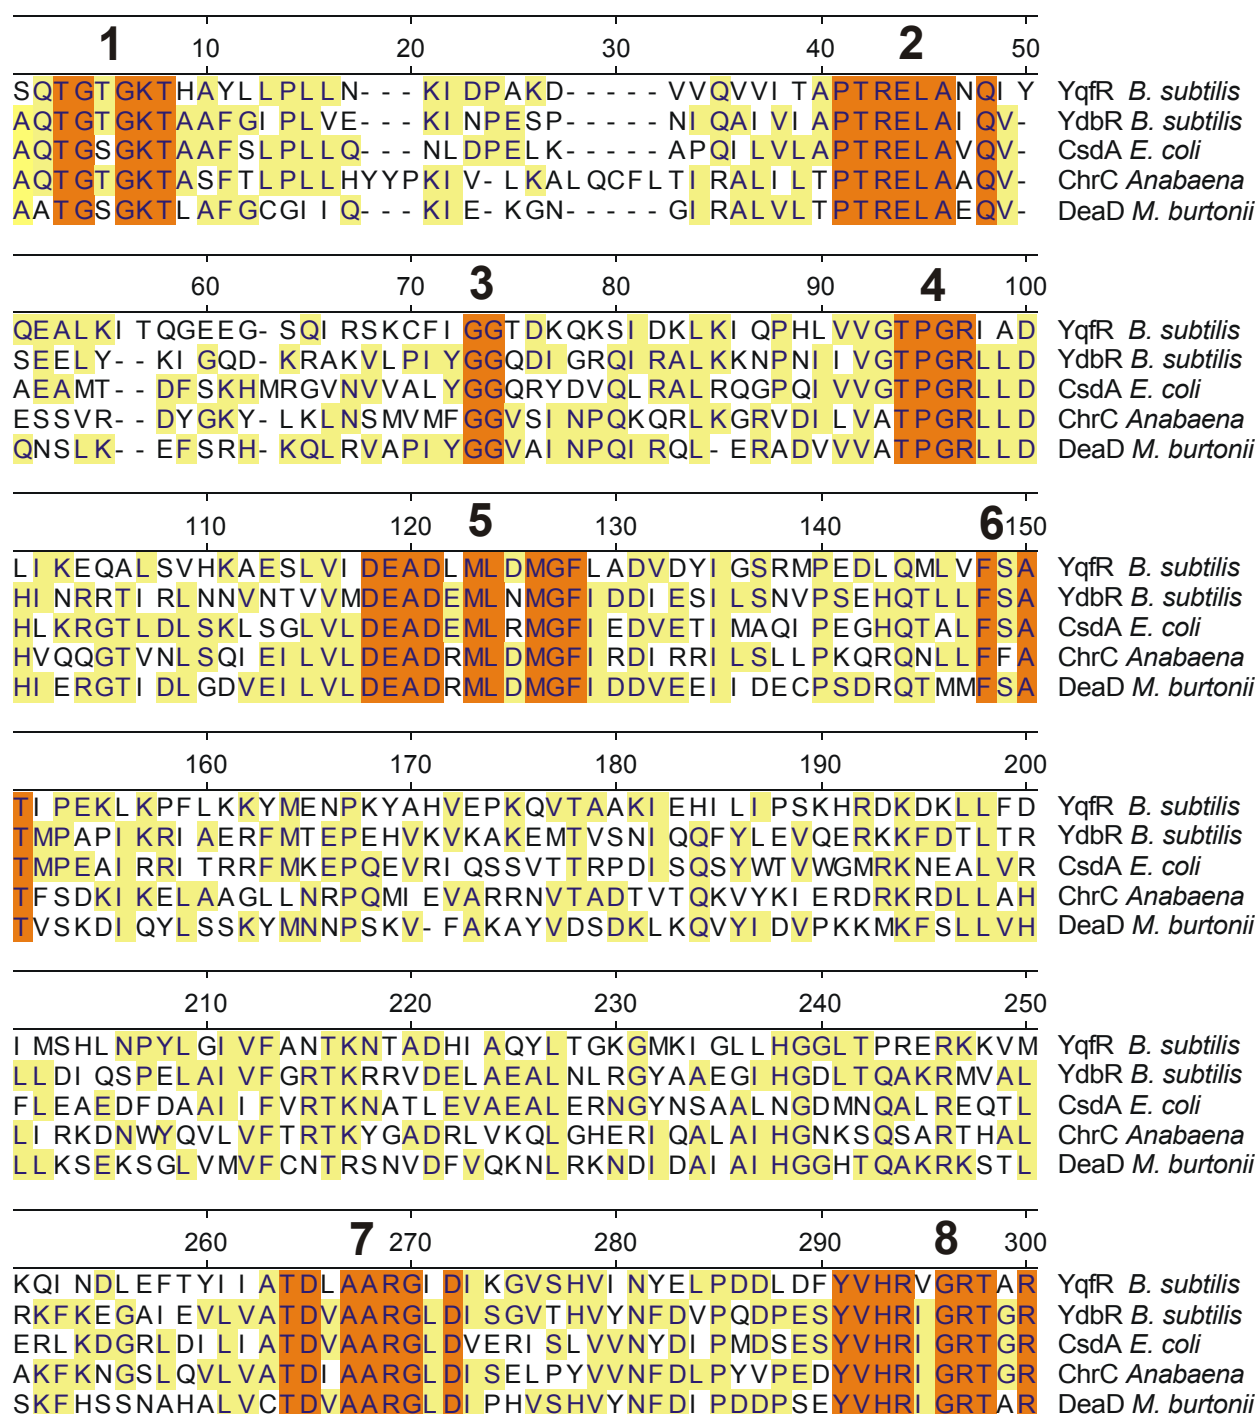 1 10 20 30 40 2 50
SQTGTGKTHAYLLPLLN---KIDPAKD-----VVQVVITAPTRELANQIY YqfR B. subtilis
AQTGTGKTAAFGIPLVE---KINPESP-----NIQAIVIAPTRELAIQV- YdbR B. subtilis
AQTGSGKTAAFSLPLLQ---NLDPELK-----APQILVLAPTRELAVQV- CsdA E. coli
AQTGTGKTASFTLPLLHYYPKIV-LKALQCFLTIRALILTPTRELAAQV- ChrC Anabaena
AATGSGKTLAFGCGIIQ---KIE-KGN-----GIRALVLTPTRELAEQV- DeaD M. burtonii
60 70 3 80 90 4 100
QEALKITQGEEG-SQIRSKCFIGGTDKQKSIDKLKIQPHLVVGTPGRIAD YqfR B. subtilis
SEELY--KIGQD-KRAKVLPIYGGQDIGRQIRALKKNPNIIVGTPGRLLD YdbR B. subtilis
AEAMT--DFSKHMRGVNVVALYGGQRYDVQLRALRQGPQIVVGTPGRLLD CsdA E. coli
ESSVR--DYGKY-LKLNSMVMFGGVSINPQKQRLKGRVDILVATPGRLLD ChrC Anabaena
QNSLK--EFSRH-KQLRVAPIYGGVAINPQIRQL-ERADVVVATPGRLLD DeaD M. burtonii
110 120 5 130 140 6 150
LIKEQALSVHKAESLVIDEADLMLDMGFLADVDYIGSRMPEDLQMLVFSA YqfR B. subtilis
HINRRTIRLNNVNTVVMDEADEMLNMGFIDDIESILSNVPSEHQTLLFSA YdbR B. subtilis
HLKRGTLDLSKLSGLVLDEADEMLRMGFIEDVETIMAQIPEGHQTALFSA CsdA E. coli
HVQQGTVNLSQIEILVLDEADRMLDMGFIRDIRRILSLLPKQRQNLLFFA ChrC Anabaena
HIERGTIDLGDVEILVLDEADRMLDMGFIDDVEEIIDECPSDRQTMMFSA DeaD M. burtonii
160 170 180 190 200
TIPEKLKPFLKKYMENPKYAHVEPKQVTAAKIEHILIPSKHRDKDKLLFD YqfR B. subtilis
TMPAPIKRIAERFMTEPEHVKVKAKEMTVSNIQQFYLEVQERKKFDTLTR YdbR B. subtilis
TMPEAIRRITRRFMKEPQEVRIQSSVTTRPDISQSYWTVWGMRKNEALVR CsdA E. coli
TFSDKIKELAAGLLNRPQMIEVARRNVTADTVTQKVYKIERDRKRDLLAH ChrC Anabaena
TVSKDIQYLSSKYMNNPSKV-FAKAYVDSDKLKQVYIDVPKKMKFSLLVH DeaD M. burtonii
210 220 230 240 250
IMSHLNPYLGIVFANTKNTADHIAQYLTGKGMKIGLLHGGLTPRERKKVM YqfR B. subtilis
LLDIQSPELAIVFGRTKRRVDELAEALNLRGYAAEGIHGDLTQAKRMVAL YdbR B. subtilis
FLEAEDFDAAIIFVRTKNATLEVAEALERNGYNSAALNGDMNQALREQTL CsdA E. coli
LIRKDNWYQVLVFTRTKYGADRLVKQLGHERIQALAIHGNKSQSARTHAL ChrC Anabaena
LLKSEKSGLVMVFCNTRSNVDFVQKNLRKNDIDAIAIHGGHTQAKRKSTL DeaD M. burtonii
260 7 270 280 290 8 300
KQINDLEFTYIIATDLAARGIDIKGVSHVINYELPDDLDFYVHRVGRTAR YqfR B. subtilis
RKFKEGAIEVLVATDVAARGLDISGVTHVYNFDVPQDPESYVHRIGRTGR YdbR B. subtilis
ERLKDGRLDILIATDVAARGLDVERISLVVNYDIPMDSESYVHRIGRTGR CsdA E. coli
AKFKNGSLQVLVATDIAARGLDISELPYVVNFDLPYVPEDYVHRIGRTGR ChrC Anabaena
SKFHSSNAHALVCTDVAARGLDIPHVSHVYNFDIPDDPSEYVHRIGRTAR DeaD M. burtonii